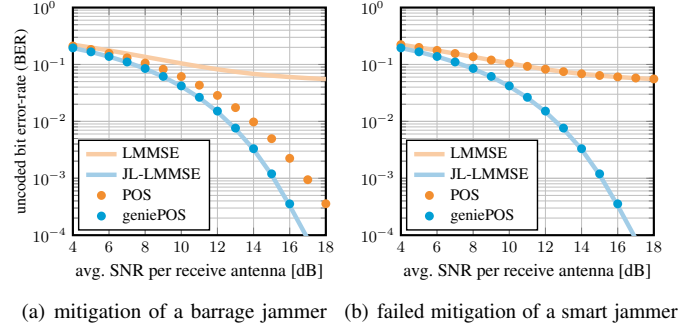 uncoded bit error-rate (BER)
10^0
10^−1
10^−2
10^−3
10^−4
LMMSE
JL-LMMSE
POS
geniePOS
4 6 8 10 12 14 16 18
avg. SNR per receive antenna [dB]
(a) mitigation of a barrage jammer
10^0
10^−1
10^−2
10^−3
10^−4
LMMSE
JL-LMMSE
POS
geniePOS
4 6 8 10 12 14 16 18
avg. SNR per receive antenna [dB]
(b) failed mitigation of a smart jammer